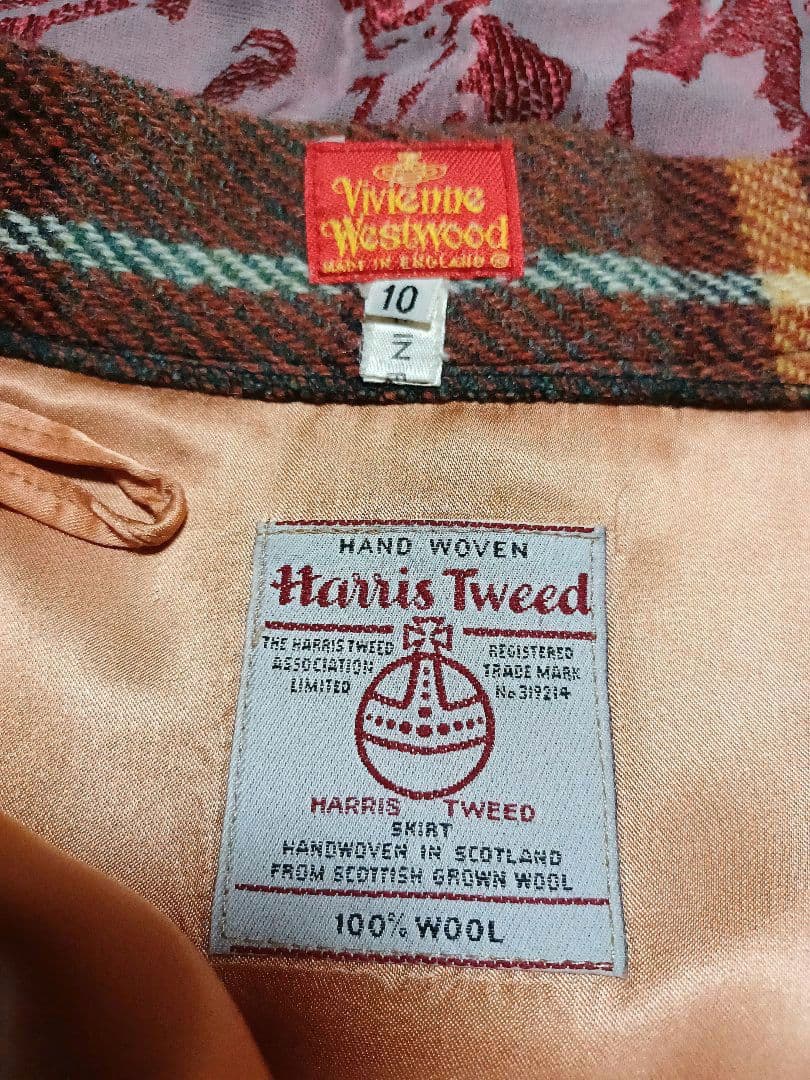 Vivienne
Westwood
MADE IN ENGLAND
10
IN
HAND WOVEN
Harris Tweed
THE HARRIS TWEED
ASSOCIATION
LIMITED
REGISTERED
TRADE MARK
No 319214
HARRIS TWEED
SKIRT
HANDWOVEN IN SCOTLAND
FROM SCOTTISH GROWN WOOL
100% WOOL